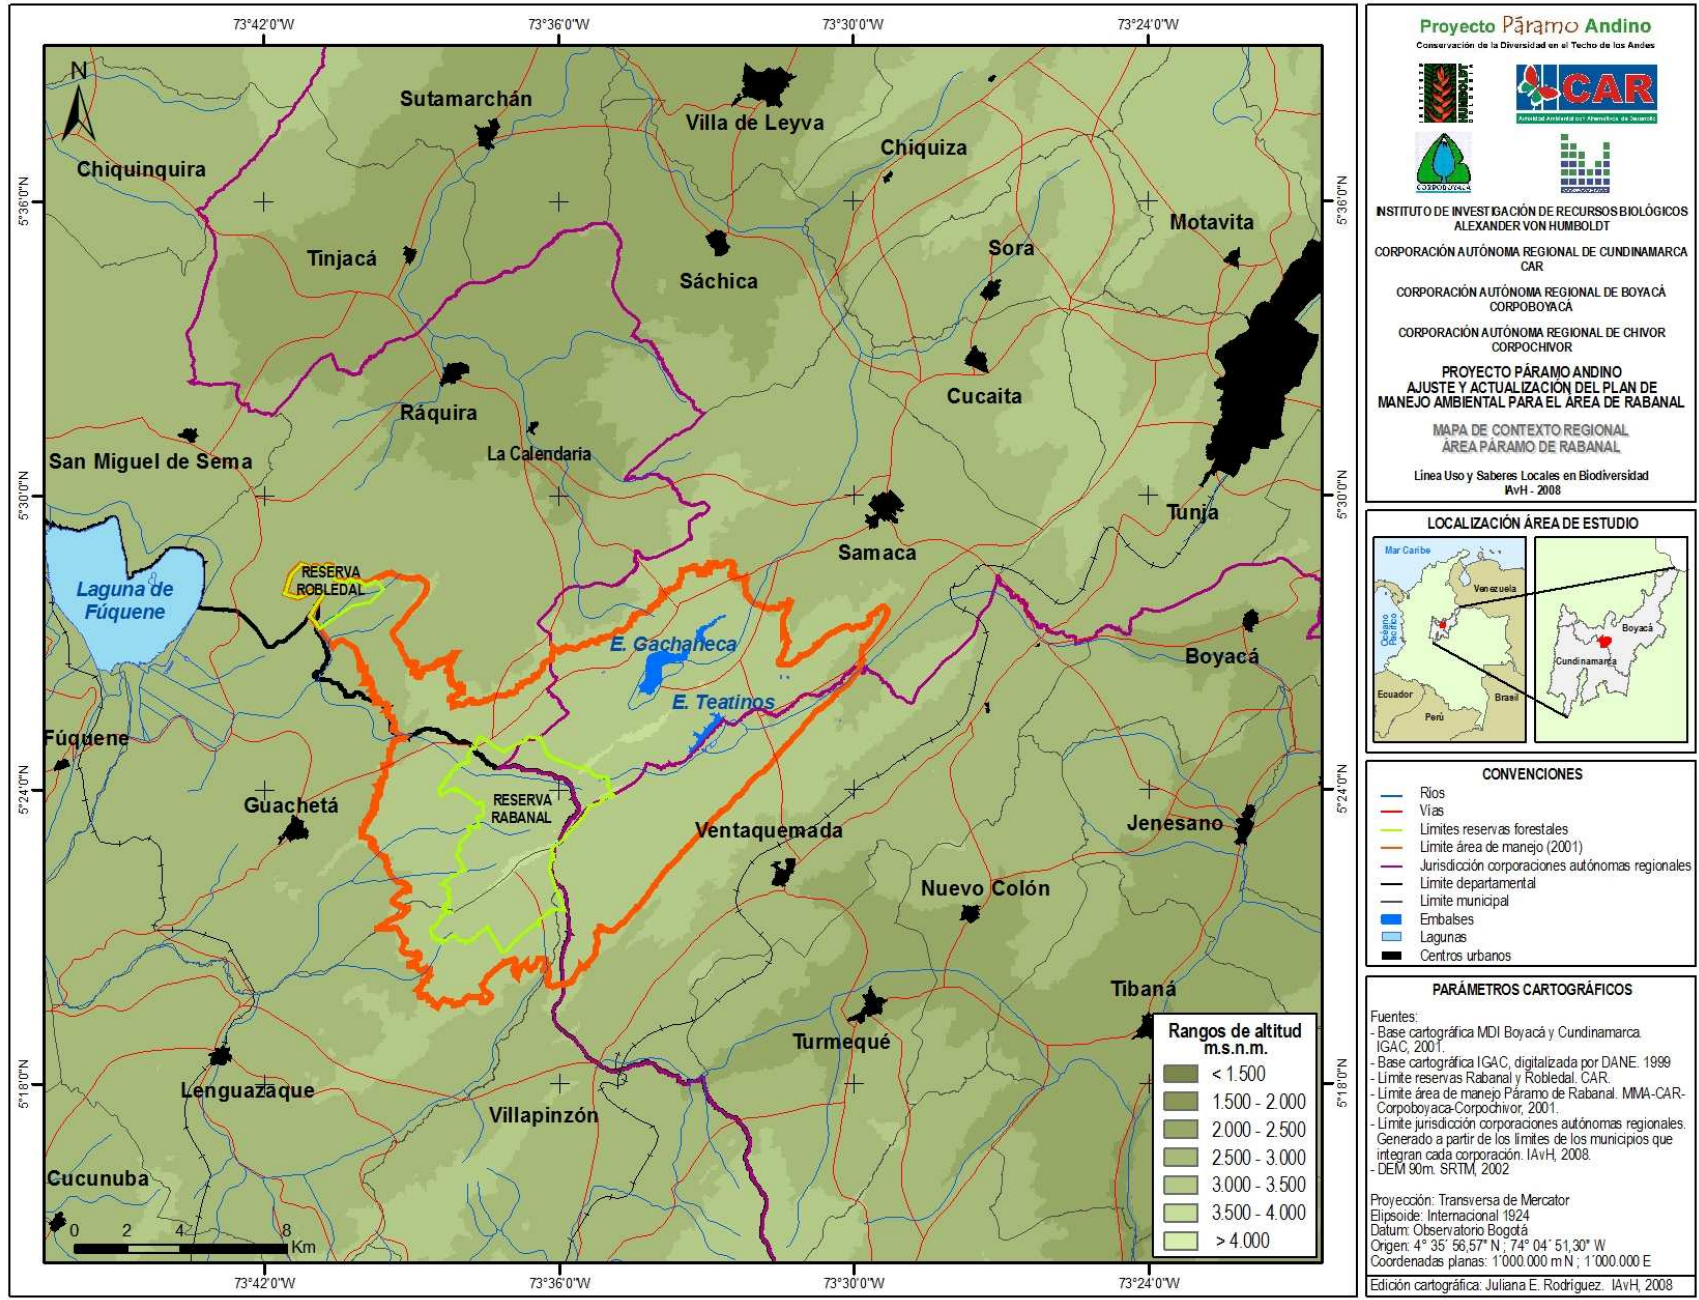 73°42'0"W
73°36'0"W
73°30'0"W
73°24'0"W
N
Sutamarchán
Villa de Leyva
Chiquiza
Chiquinquira
5°36'0"N
5°36'0"N
Motavita
Tinjacá
Sora
Sáchica
Ráquira
Cucaita
La Calendaria
San Miguel de Sema
5°30'0"N
5°30'0"N
Tunja
Samaca
RESERVA
ROBLEDAL
Laguna de
Fúquene
E. Gachaneca
Boyacá
E. Teatinos
Fúquene
5°24'0"N
5°24'0"N
Guachetá
RESERVA
RABANAL
Ventaquemada
Jenesano
Nuevo Colón
Tibaná
Turmequé
5°18'0"N
5°18'0"N
Lenguazaque
Villapinzón
Cucunuba
0 2 4 8
Km
Rangos de altitud
m.s.n.m.
< 1.500
1.500 - 2.000
2.000 - 2.500
2.500 - 3.000
3.000 - 3.500
3.500 - 4.000
> 4.000
73°42'0"W
73°36'0"W
73°30'0"W
73°24'0"W
Proyecto Páramo Andino
Conservación de la Diversidad en el Techo de los Andes
INSTITUTO HUMBOLDT COLOMBIA
CAR
Autoridad Ambiental con Alternativas de Desarrollo
CORPOBOYACA
INSTITUTO DE INVESTIGACIÓN DE RECURSOS BIOLÓGICOS
ALEXANDER VON HUMBOLDT
CORPORACIÓN AUTÓNOMA REGIONAL DE CUNDINAMARCA
CAR
CORPORACIÓN AUTÓNOMA REGIONAL DE BOYACÁ
CORPOBOYACÁ
CORPORACIÓN AUTÓNOMA REGIONAL DE CHIVOR
CORPOCHIVOR
PROYECTO PÁRAMO ANDINO
AJUSTE Y ACTUALIZACIÓN DEL PLAN DE
MANEJO AMBIENTAL PARA EL ÁREA DE RABANAL
MAPA DE CONTEXTO REGIONAL
ÁREA PÁRAMO DE RABANAL
Línea Uso y Saberes Locales en Biodiversidad
IAvH - 2008
LOCALIZACIÓN ÁREA DE ESTUDIO
Mar Caribe
Venezuela
Océano
Pacífico
Ecuador
Perú
Brasil
Boyacá
Cundinamarca
CONVENCIONES
Ríos
Vías
Límites reservas forestales
Límite área de manejo (2001)
Jurisdicción corporaciones autónomas regionales
Límite departamental
Límite municipal
Embalses
Lagunas
Centros urbanos
PARÁMETROS CARTOGRÁFICOS
Fuentes:
- Base cartográfica MDI Boyacá y Cundinamarca.
IGAC, 2001.
- Base cartográfica IGAC, digitalizada por DANE. 1999
- Límite reservas Rabanal y Robledal. CAR.
- Límite área de manejo Páramo de Rabanal. MMA-CAR-
Corpoboyaca-Corpochivor, 2001.
- Límite jurisdicción corporaciones autónomas regionales.
Generado a partir de los límites de los municipios que
integran cada corporación. IAvH, 2008.
- DEM 90m. SRTM, 2002
Proyección: Transversa de Mercator
Elipsoide: Internacional 1924
Datum: Observatorio Bogotá
Origen: 4° 35´ 56,57" N ; 74° 04´ 51,30" W
Coordenadas planas: 1´000.000 m N ; 1´000.000 E
Edición cartográfica: Juliana E. Rodríguez. IAvH, 2008